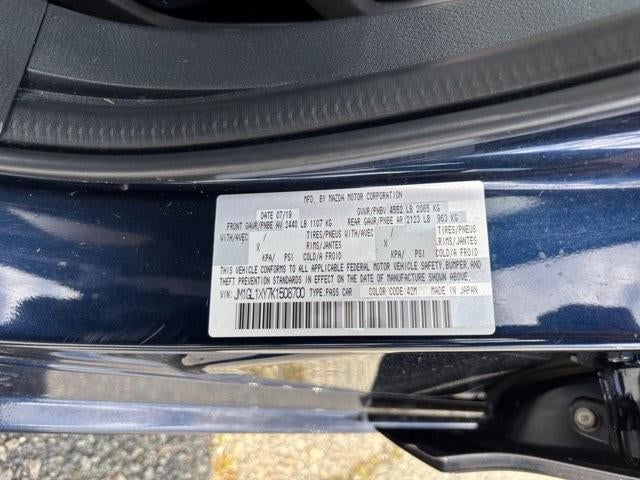 MFD. BY MAZDA MOTOR CORPORATION
DATE 07/19 GVWR/PNBV 4552 LB 2065 KG
FRONT GAWR/PNBE AV 2440 LB 1107 KG REAR GAWR/PNBE AR 2123 LB 963 KG
WITH/AVEC / TIRES/PNEUS WITH/AVEC / TIRES/PNEUS
X RIMS/JANTES X RIMS/JANTES
KPA/ PSI COLD/A FROID KPA/ PSI COLD/A FROID
THIS VEHICLE CONFORMS TO ALL APPLICABLE FEDERAL MOTOR VEHICLE SAFETY, BUMPER, AND
THEFT PREVENTION STANDARDS IN EFFECT ON THE DATE OF MANUFACTURE SHOWN ABOVE.
VIN: JM1GL1XY7K1508700 TYPE: PASS CAR COLOR CODE: 42M MADE IN JAPAN